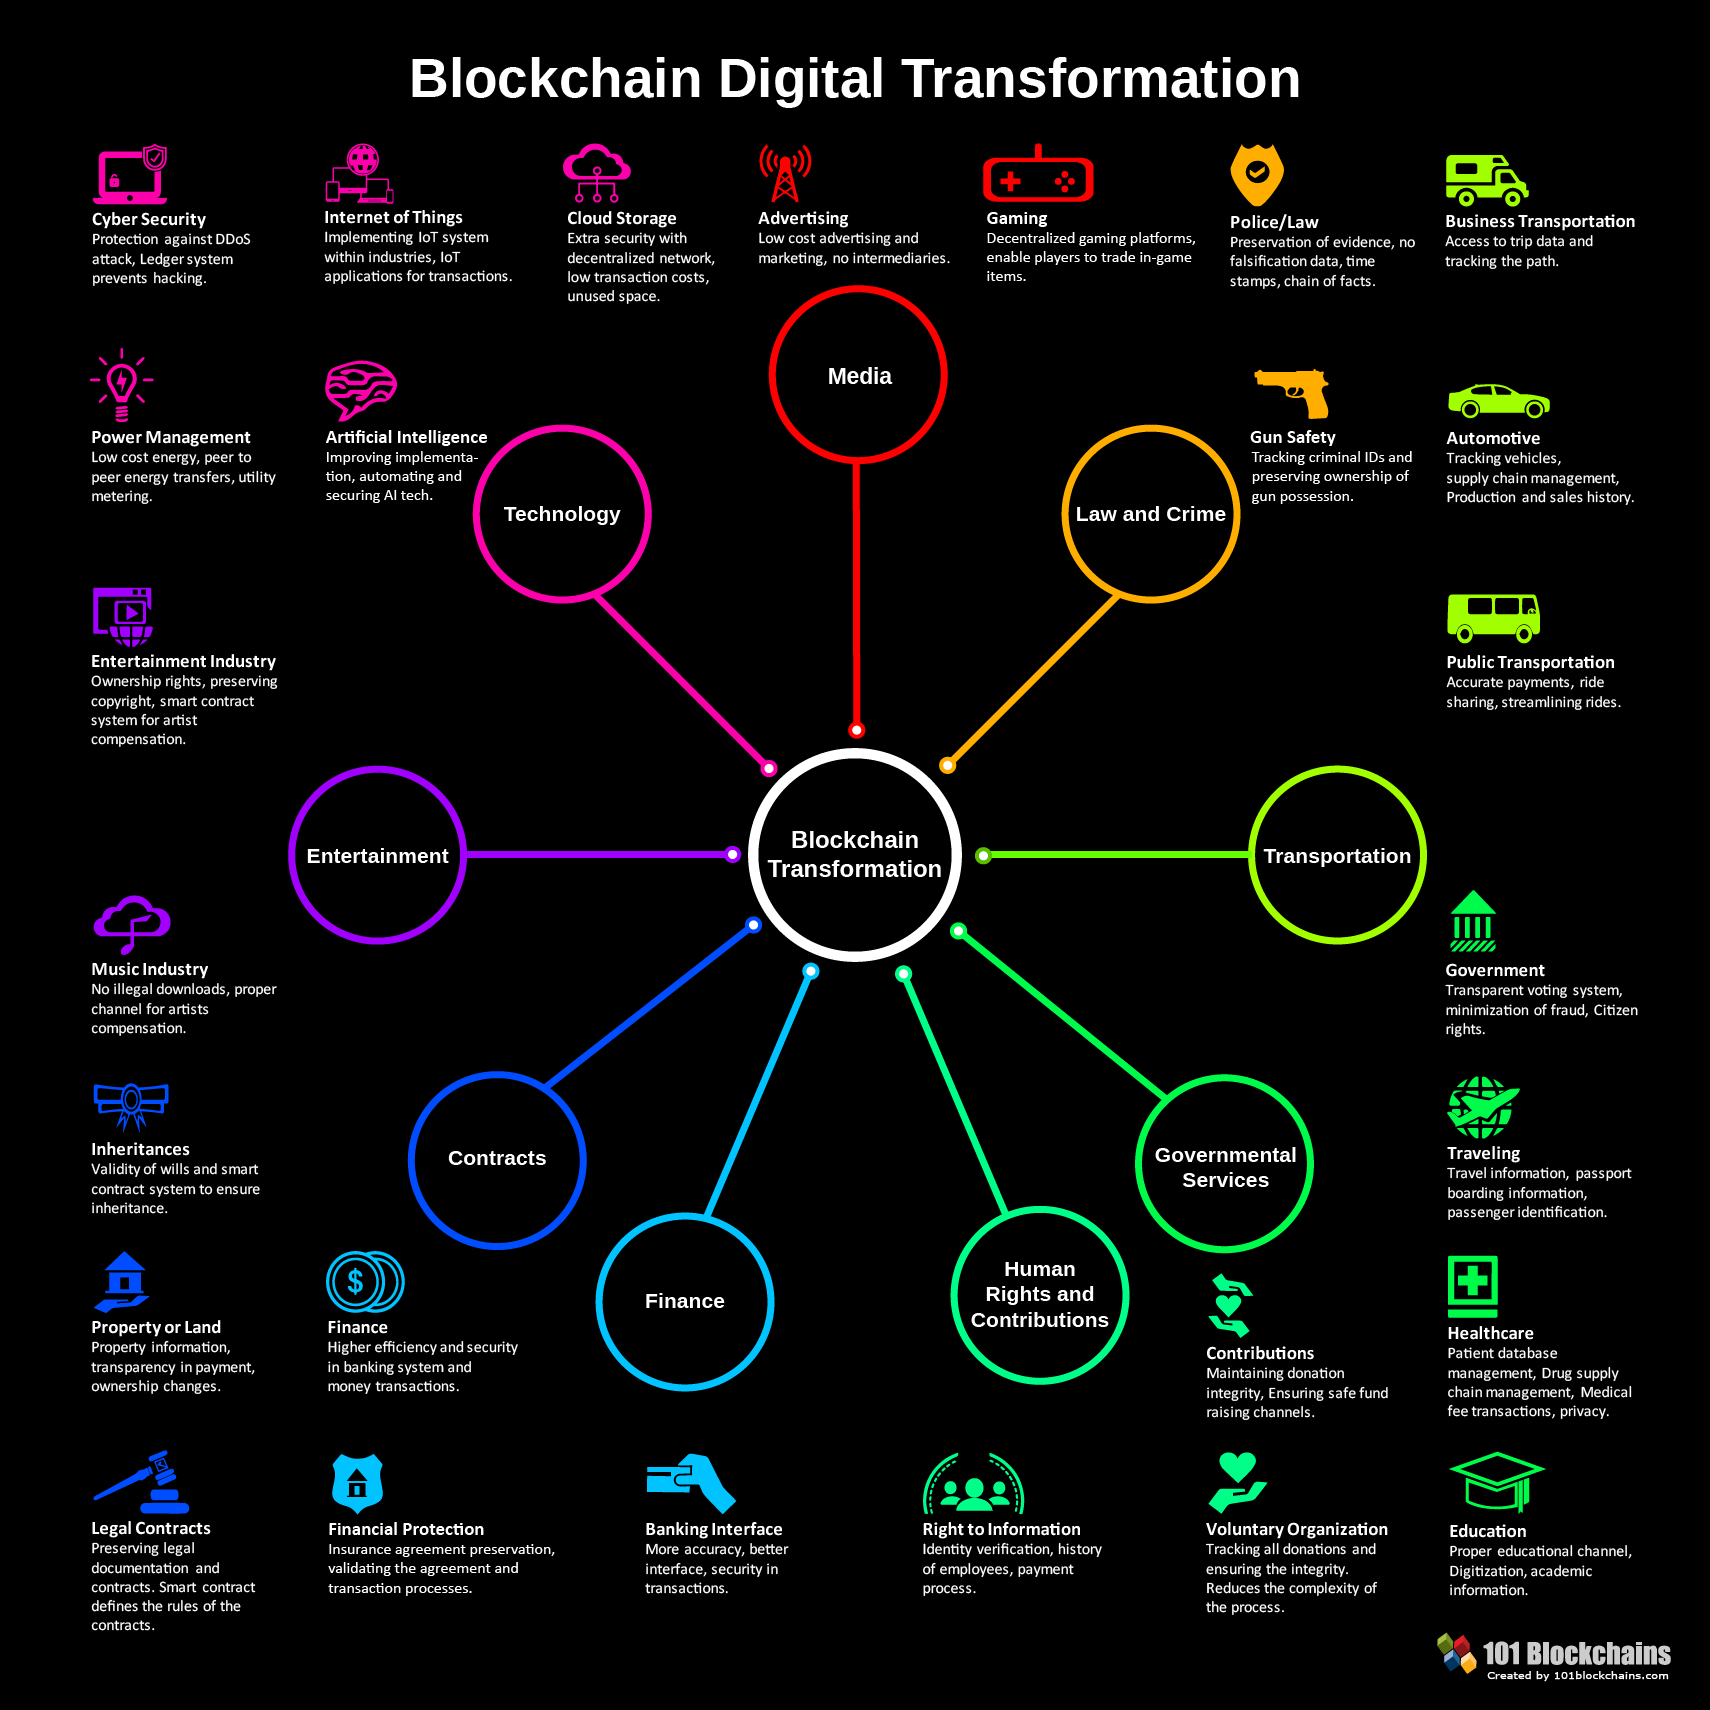 Blockchain Digital Transformation
Cyber Security
Protection against DDoS
attack, Ledger system
prevents hacking.
Internet of Things
Implementing IoT system
within industries, IoT
applications for transactions.
Cloud Storage
Extra security with
decentralized network,
low transaction costs,
unused space.
Advertising
Low cost advertising and
marketing, no intermediaries.
Gaming
Decentralized gaming platforms,
enable players to trade in-game
items.
Police/Law
Preservation of evidence, no
falsification data, time
stamps, chain of facts.
Business Transportation
Access to trip data and
tracking the path.
Power Management
Low cost energy, peer to
peer energy transfers, utility
metering.
Artificial Intelligence
Improving implementa-
tion, automating and
securing AI tech.
Technology
Media
Law and Crime
Gun Safety
Tracking criminal IDs and
preserving ownership of
gun possession.
Automotive
Tracking vehicles,
supply chain management,
Production and sales history.
Entertainment Industry
Ownership rights, preserving
copyright, smart contract
system for artist
compensation.
Public Transportation
Accurate payments, ride
sharing, streamlining rides.
Entertainment
Blockchain
Transformation
Transportation
Music Industry
No illegal downloads, proper
channel for artists
compensation.
Government
Transparent voting system,
minimization of fraud, Citizen
rights.
Inheritances
Validity of wills and smart
contract system to ensure
inheritance.
Contracts
Governmental
Services
Traveling
Travel information, passport
boarding information,
passenger identification.
Property or Land
Property information,
transparency in payment,
ownership changes.
$
Finance
Higher efficiency and security
in banking system and
money transactions.
Finance
Human
Rights and
Contributions
Contributions
Maintaining donation
integrity, Ensuring safe fund
raising channels.
Healthcare
Patient database
management, Drug supply
chain management, Medical
fee transactions, privacy.
Legal Contracts
Preserving legal
documentation and
contracts. Smart contract
defines the rules of the
contracts.
Financial Protection
Insurance agreement preservation,
validating the agreement and
transaction processes.
Banking Interface
More accuracy, better
interface, security in
transactions.
Right to Information
Identity verification, history
of employees, payment
process.
Voluntary Organization
Tracking all donations and
ensuring the integrity.
Reduces the complexity of
the process.
Education
Proper educational channel,
Digitization, academic
information.
101 Blockchains
Created by 101blockchains.com